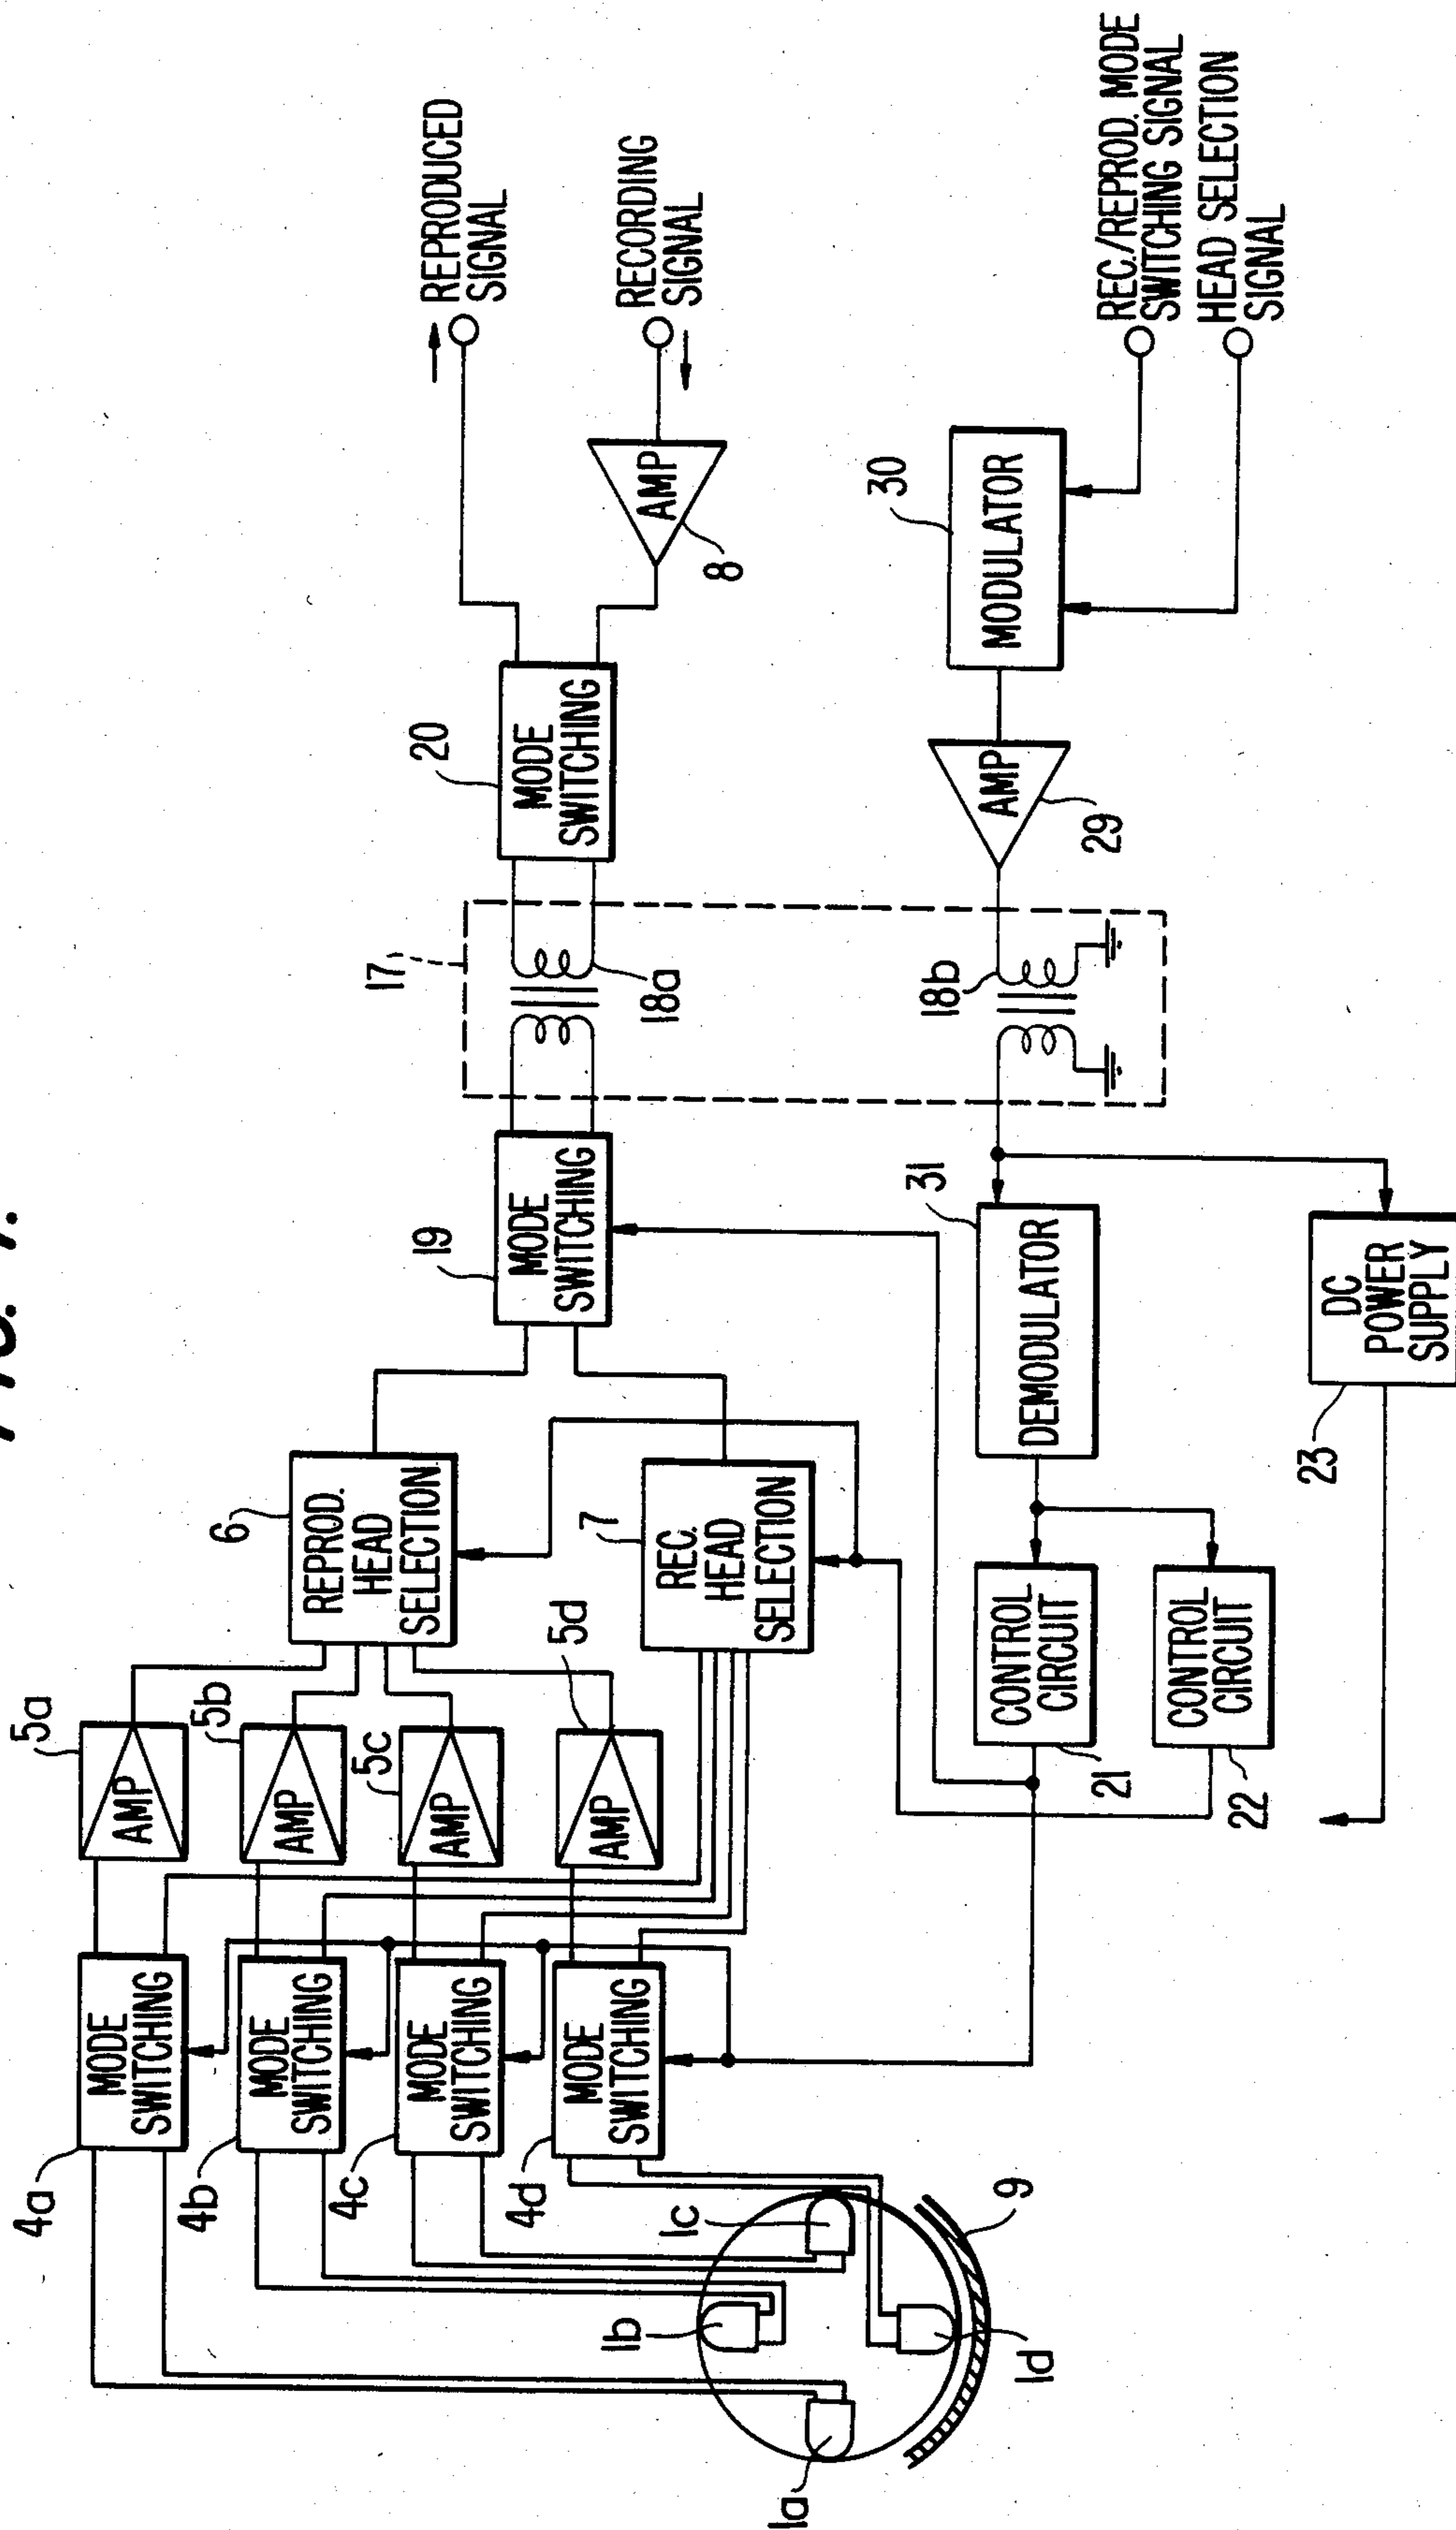 FIG. 7.
4a
MODE
SWITCHING
5a
AMP
4b
MODE
SWITCHING
5b
AMP
4c
MODE
SWITCHING
5c
AMP
4d
MODE
SWITCHING
5d
AMP
6
REPROD.
HEAD
SELECTION
7
REC.
HEAD
SELECTION
19
MODE
SWITCHING
17
18a
20
MODE
SWITCHING
REPRODUCED
SIGNAL
RECORDING
SIGNAL
AMP
8
1a
1b
1c
1d
9
21
CONTROL
CIRCUIT
22
CONTROL
CIRCUIT
31
DEMODULATOR
23
DC
POWER
SUPPLY
18b
AMP
29
30
MODULATOR
REC./REPROD. MODE
SWITCHING SIGNAL
HEAD SELECTION
SIGNAL